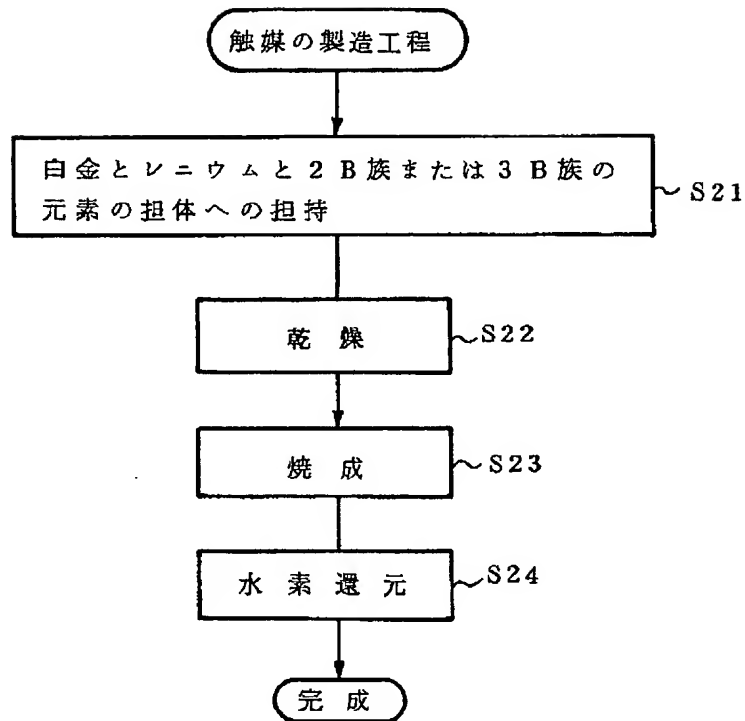 触媒の製造工程
白金とレニウムと2B族または3B族の
元素の担体への担持
S21
乾燥
S22
焼成
S23
水素還元
S24
完成